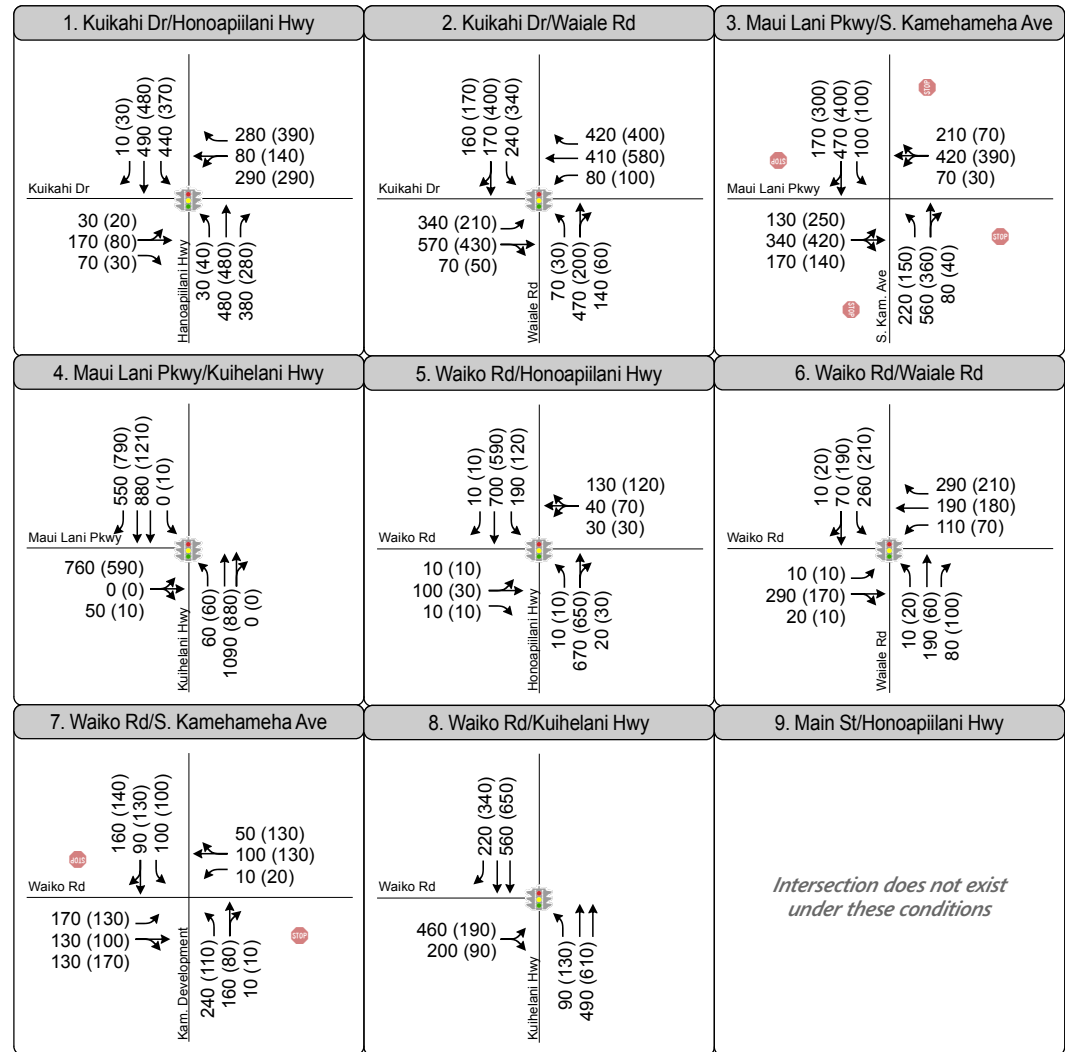 1. Kuikahi Dr/Honoapiilani Hwy
10 (30)
490 (480)
440 (370)
280 (390)
80 (140)
290 (290)
Kuikahi Dr
30 (20)
170 (80)
70 (30)
Hanoapiilani Hwy
30 (40)
480 (480)
380 (280)
2. Kuikahi Dr/Waiale Rd
160 (170)
170 (400)
240 (340)
420 (400)
410 (580)
80 (100)
Kuikahi Dr
340 (210)
570 (430)
70 (50)
Waiale Rd
70 (30)
470 (200)
140 (60)
3. Maui Lani Pkwy/S. Kamehameha Ave
170 (300)
470 (400)
100 (100)
STOP
STOP
210 (70)
420 (390)
70 (30)
Maui Lani Pkwy
130 (250)
340 (420)
170 (140)
STOP
STOP
S. Kam. Ave
220 (150)
560 (360)
80 (40)
4. Maui Lani Pkwy/Kuihelani Hwy
550 (790)
880 (1210)
0 (10)
Maui Lani Pkwy
760 (590)
0 (0)
50 (10)
Kuihelani Hwy
60 (60)
1090 (880)
0 (0)
5. Waiko Rd/Honoapiilani Hwy
10 (10)
700 (590)
190 (120)
130 (120)
40 (70)
30 (30)
Waiko Rd
10 (10)
100 (30)
10 (10)
Honoapiilani Hwy
10 (10)
670 (650)
20 (30)
6. Waiko Rd/Waiale Rd
10 (20)
70 (190)
260 (210)
290 (210)
190 (180)
110 (70)
Waiko Rd
10 (10)
290 (170)
20 (10)
Waiale Rd
10 (20)
190 (60)
80 (100)
7. Waiko Rd/S. Kamehameha Ave
160 (140)
90 (130)
100 (100)
STOP
50 (130)
100 (130)
10 (20)
Waiko Rd
170 (130)
130 (100)
130 (170)
STOP
Kam. Development
240 (110)
160 (80)
10 (10)
8. Waiko Rd/Kuihelani Hwy
220 (340)
560 (650)
Waiko Rd
460 (190)
200 (90)
Kuihelani Hwy
90 (130)
490 (610)
9. Main St/Honoapiilani Hwy
Intersection does not exist
under these conditions